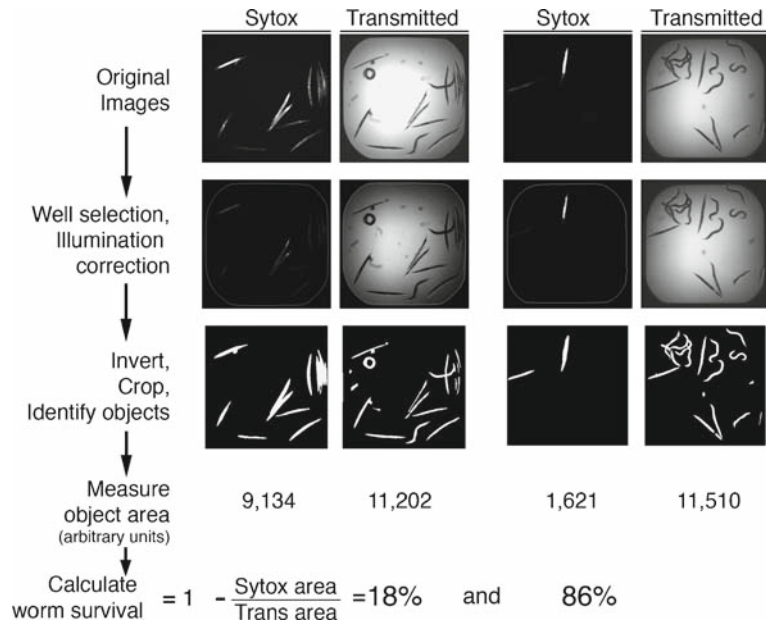 Sytox Transmitted Sytox Transmitted
Original
Images
Well selection,
Illumination
correction
Invert,
Crop,
Identify objects
Measure
object area
(arbitrary units)
9,134 11,202 1,621 11,510
Calculate
worm survival
= 1 - Sytox area
Trans area
=18% and 86%